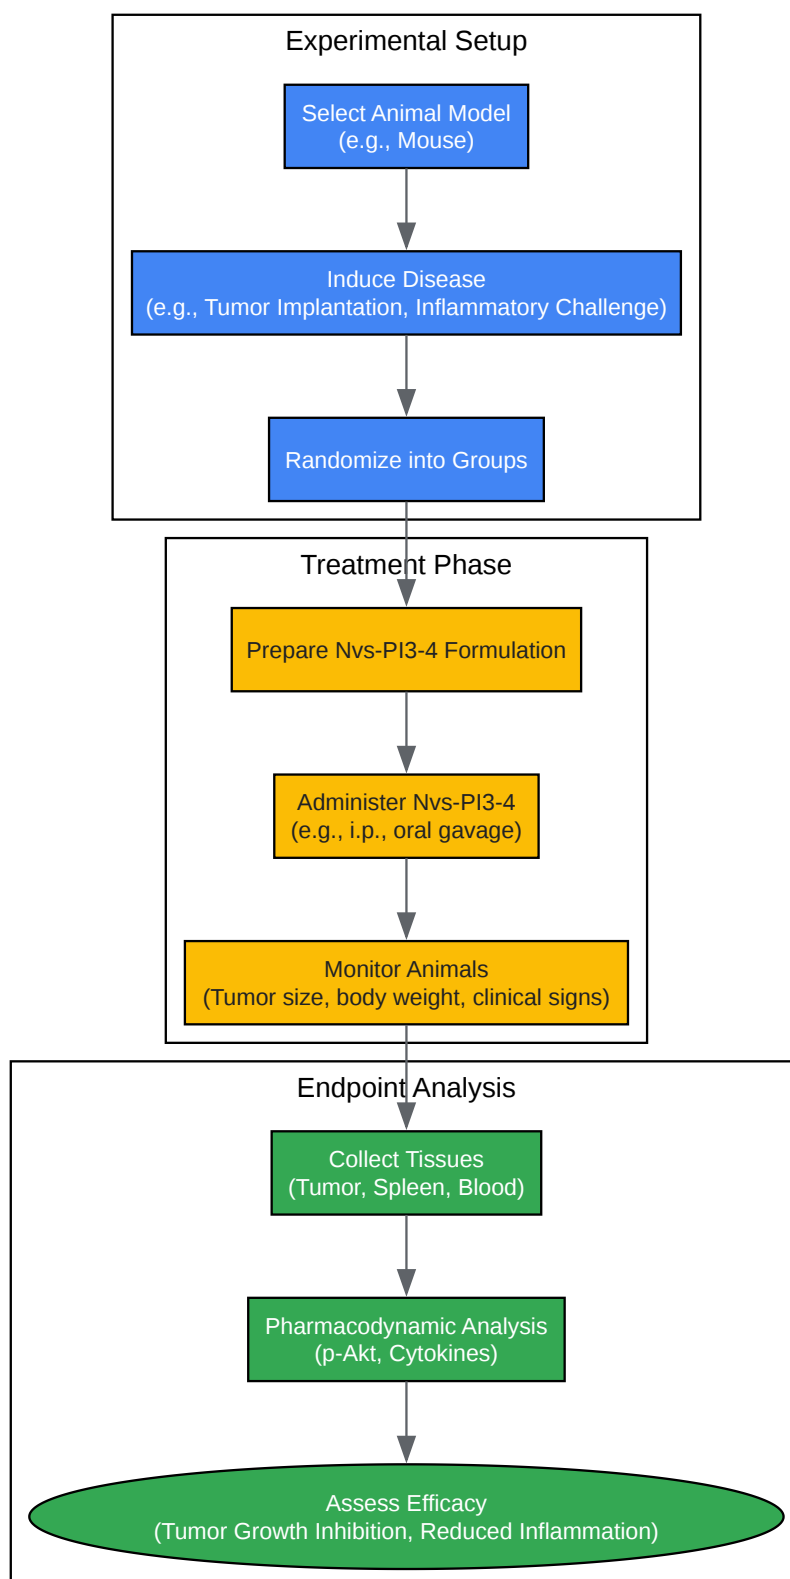 Experimental Setup
Select Animal Model
(e.g., Mouse)
Induce Disease
(e.g., Tumor Implantation, Inflammatory Challenge)
Randomize into Groups
Treatment Phase
Prepare Nvs-PI3-4 Formulation
Administer Nvs-PI3-4
(e.g., i.p., oral gavage)
Monitor Animals
(Tumor size, body weight, clinical signs)
Endpoint Analysis
Collect Tissues
(Tumor, Spleen, Blood)
Pharmacodynamic Analysis
(p-Akt, Cytokines)
Assess Efficacy
(Tumor Growth Inhibition, Reduced Inflammation)